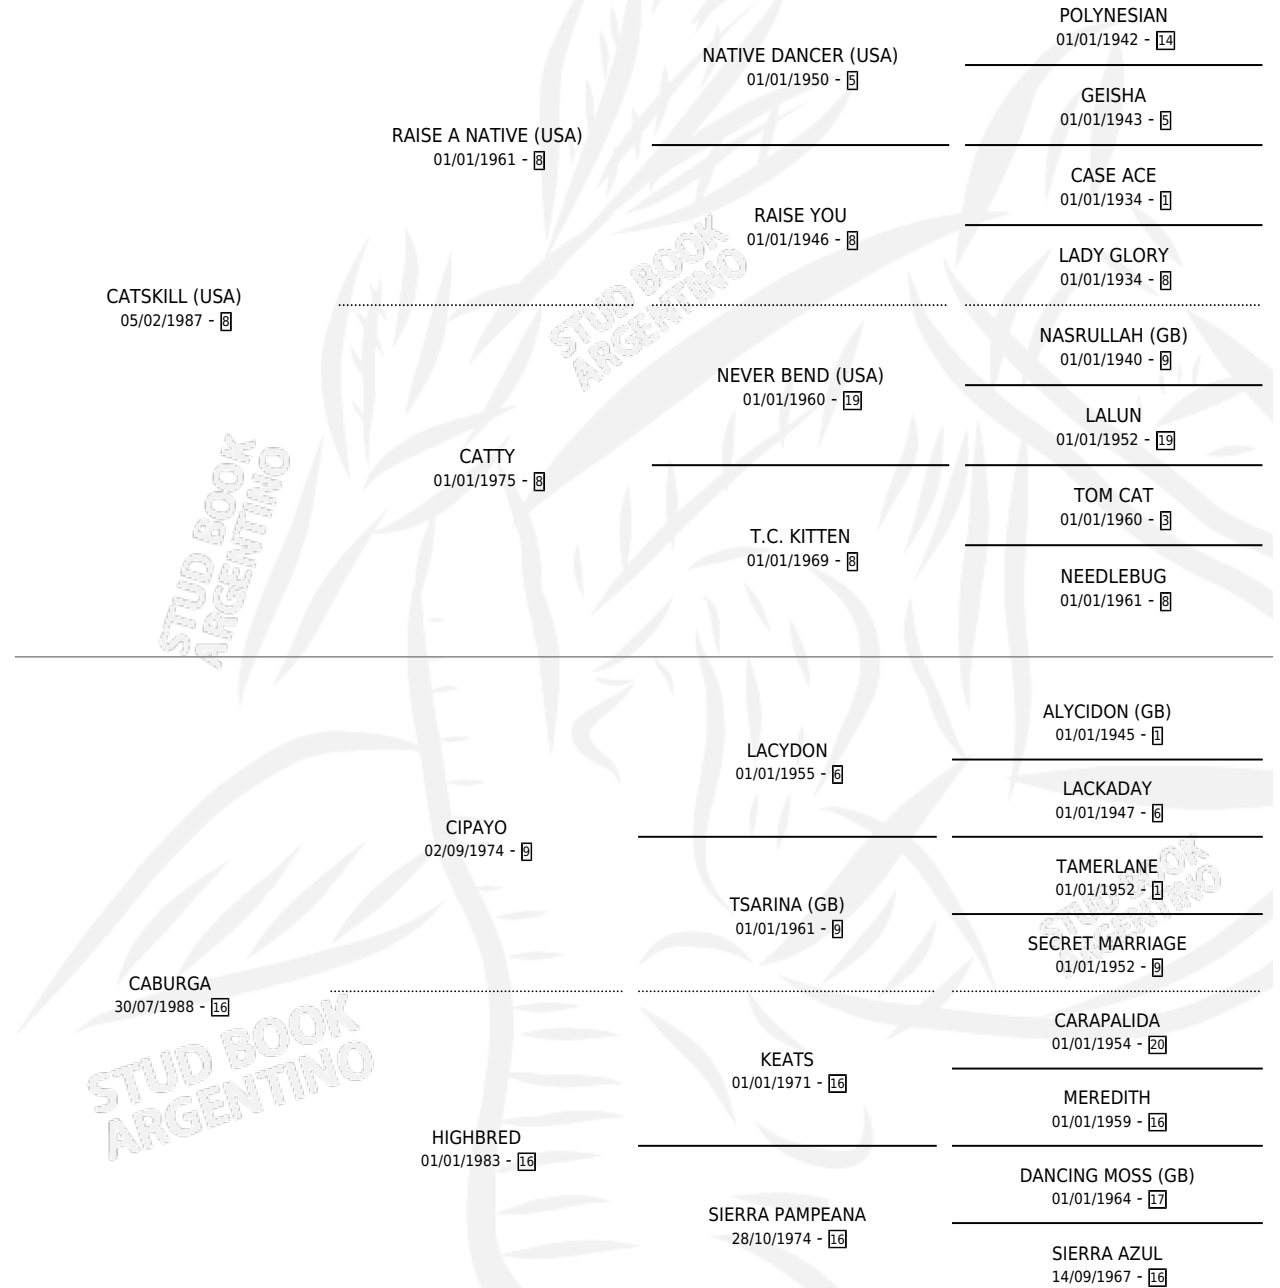 POLYNESIAN
01/01/1942 - 14
NATIVE DANCER (USA)
01/01/1950 - 5
GEISHA
01/01/1943 - 5
RAISE A NATIVE (USA)
01/01/1961 - 8
CASE ACE
01/01/1934 - 1
RAISE YOU
01/01/1946 - 8
LADY GLORY
01/01/1934 - 8
CATSKILL (USA)
05/02/1987 - 8
NASRULLAH (GB)
01/01/1940 - 9
NEVER BEND (USA)
01/01/1960 - 19
LALUN
01/01/1952 - 19
CATTY
01/01/1975 - 8
TOM CAT
01/01/1960 - 3
T.C. KITTEN
01/01/1969 - 8
NEEDLEBUG
01/01/1961 - 8
ALYCIDON (GB)
01/01/1945 - 1
LACYDON
01/01/1955 - 6
LACKADAY
01/01/1947 - 6
CIPAYO
02/09/1974 - 9
TAMERLANE
01/01/1952 - 1
TSARINA (GB)
01/01/1961 - 9
SECRET MARRIAGE
01/01/1952 - 9
CABURGA
30/07/1988 - 16
CARAPALIDA
01/01/1954 - 20
KEATS
01/01/1971 - 16
MEREDITH
01/01/1959 - 16
HIGHBRED
01/01/1983 - 16
DANCING MOSS (GB)
01/01/1964 - 17
SIERRA PAMPEANA
28/10/1974 - 16
SIERRA AZUL
14/09/1967 - 16
STUD BOOK
ARGENTINO
STUD BOOK
ARGENTINO
STUD BOOK
ARGENTINO
STUD BOOK
ARGENTINO